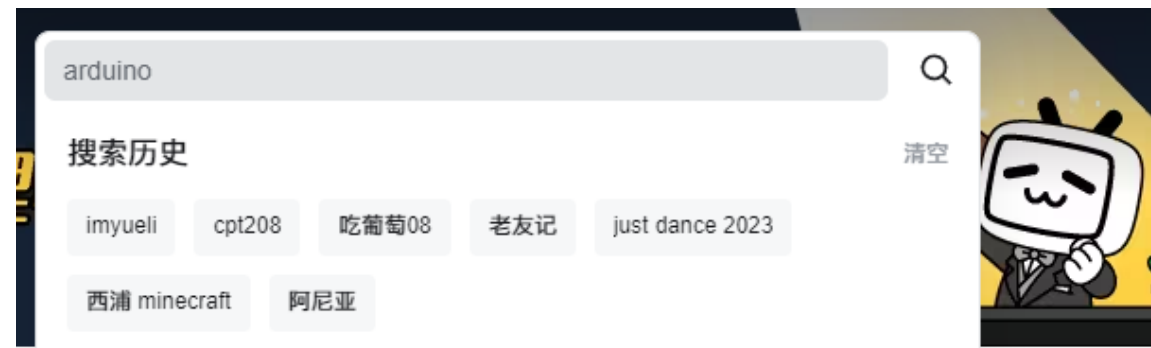 arduino
搜索历史 清空
imyueli cpt208 吃葡萄08 老友记 just dance 2023
西浦 minecraft 阿尼亚